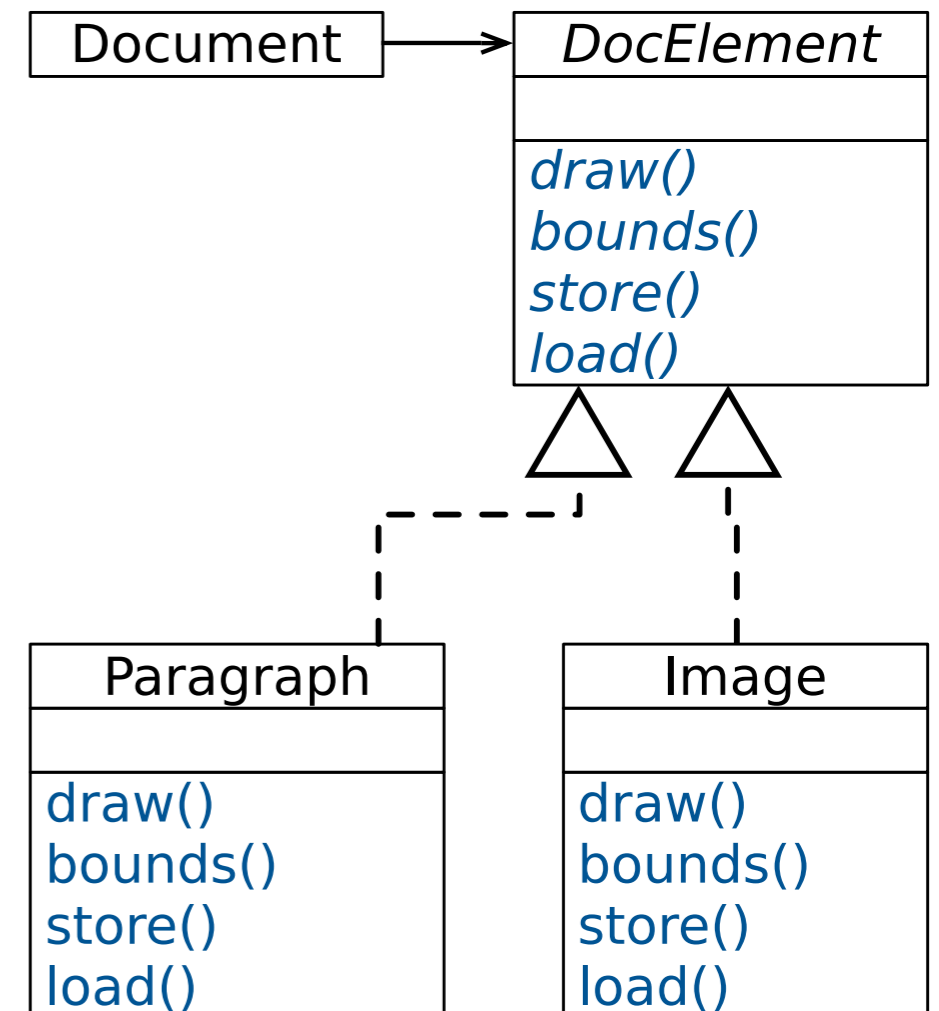 Document
DocElement
draw()
bounds()
store()
load()
Paragraph
draw()
bounds()
store()
load()
Image
draw()
bounds()
store()
load()